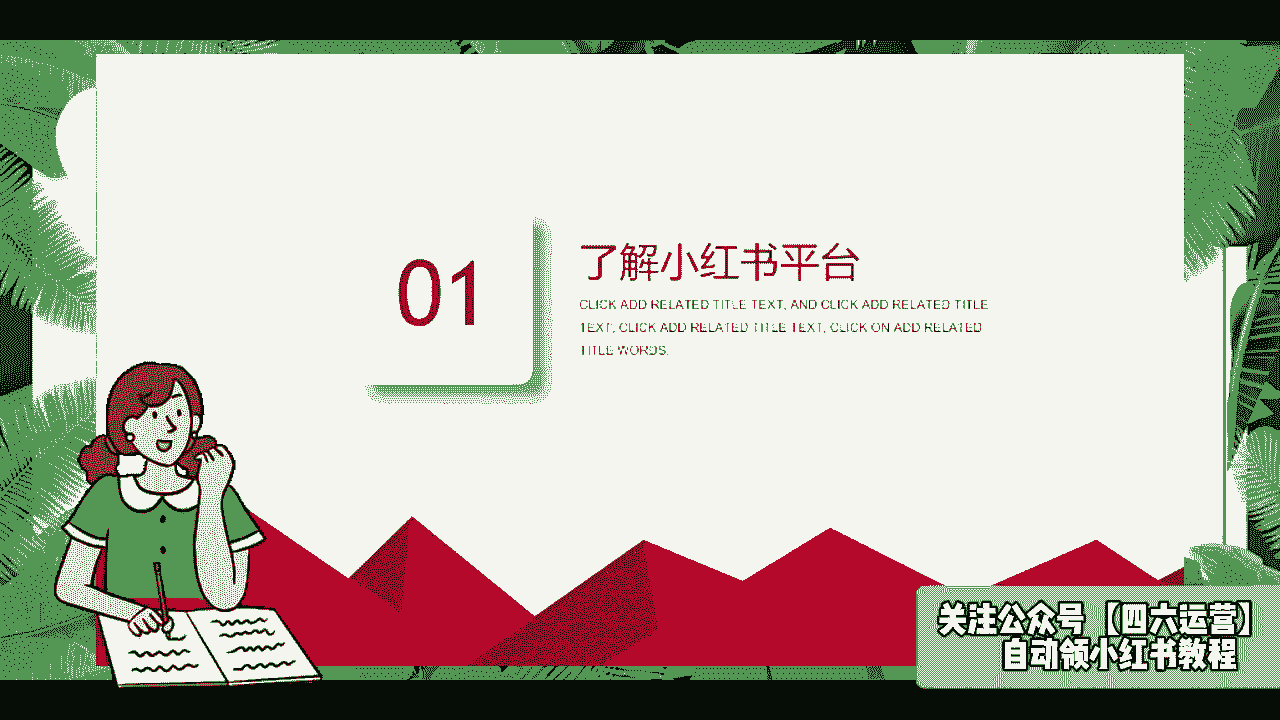 01
了解小红书平台
CLICK ADD RELATED TITLE TEXT, AND CLICK ADD RELATED TITLE
TEXT, CLICK ADD RELATED TITLE TEXT, CLICK ON ADD RELATED
TITLE WORDS.
关注公众号【四六运营】
自动领小红书教程